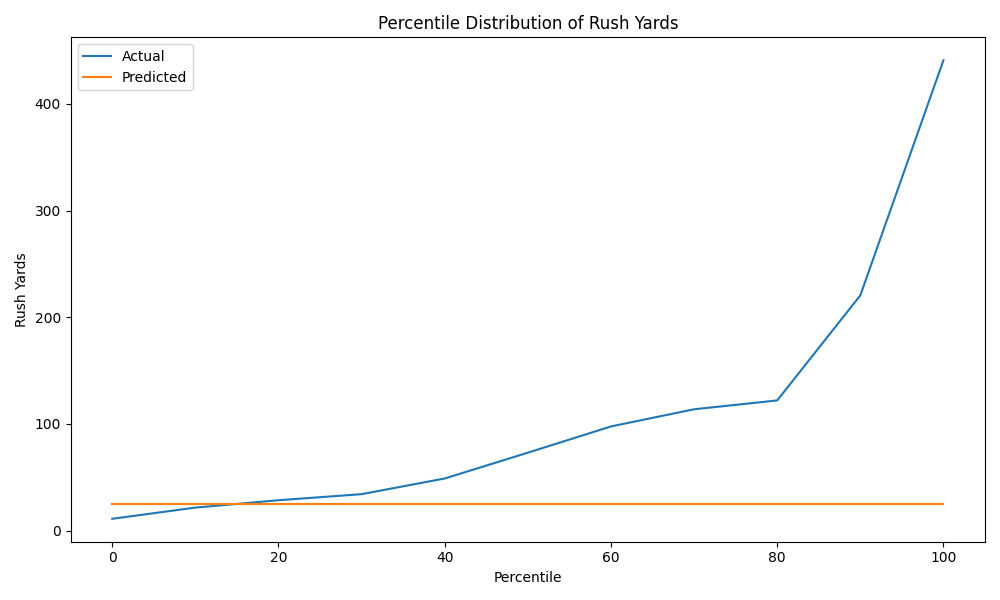 Percentile Distribution of Rush Yards
Actual
Predicted
400
300
200
100
0
Rush Yards
0 20 40 60 80 100
Percentile